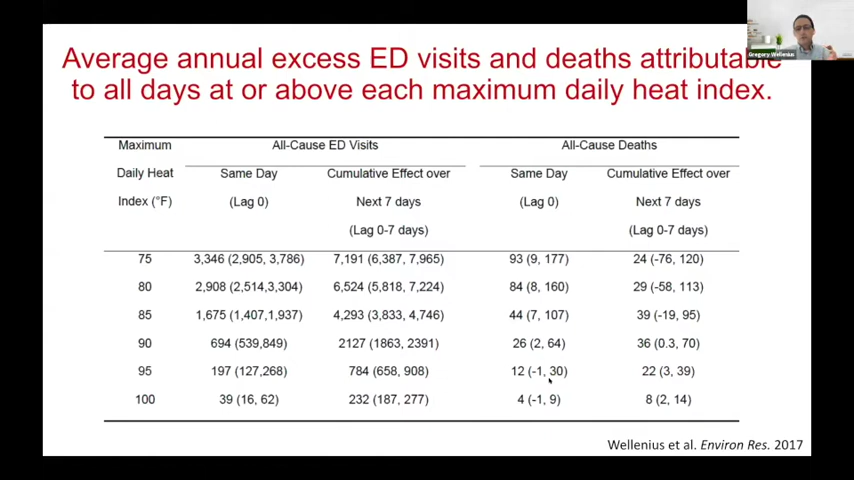 Average annual excess ED visits and deaths attributable
to all days at or above each maximum daily heat index.
Gregory Wellenius
Maximum All-Cause ED Visits All-Cause Deaths
Daily Heat Same Day Cumulative Effect over Same Day Cumulative Effect over
Index (°F) (Lag 0) Next 7 days (Lag 0) Next 7 days
(Lag 0-7 days) (Lag 0-7 days)
75 3,346 (2,905, 3,786) 7,191 (6,387, 7,965) 93 (9, 177) 24 (-76, 120)
80 2,908 (2,514,3,304) 6,524 (5,818, 7,224) 84 (8, 160) 29 (-58, 113)
85 1,675 (1,407,1,937) 4,293 (3,833, 4,746) 44 (7, 107) 39 (-19, 95)
90 694 (539,849) 2127 (1863, 2391) 26 (2, 64) 36 (0.3, 70)
95 197 (127,268) 784 (658, 908) 12 (-1, 30) 22 (3, 39)
100 39 (16, 62) 232 (187, 277) 4 (-1, 9) 8 (2, 14)
Wellenius et al. Environ Res. 2017